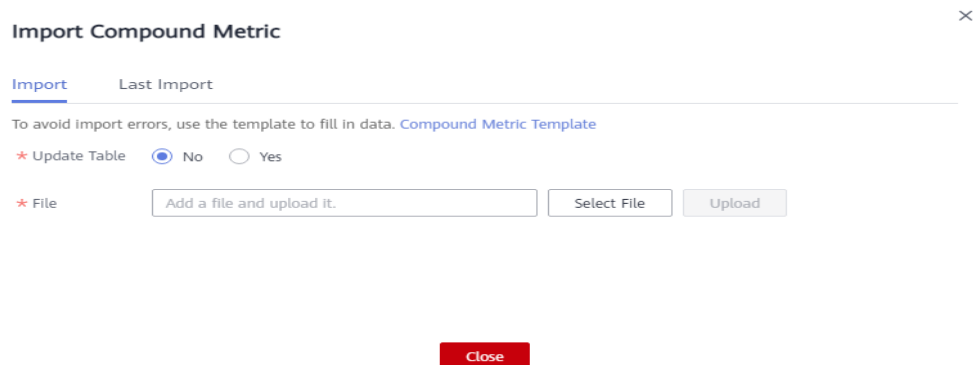 Import Compound Metric
Import Last Import
To avoid import errors, use the template to fill in data. Compound Metric Template
* Update Table No Yes
* File Add a file and upload it. Select File Upload
Close